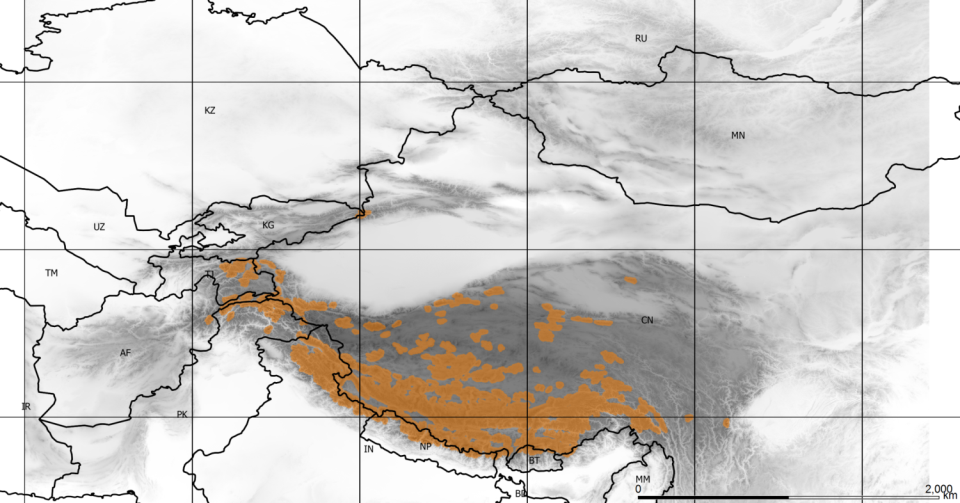 RU
KZ
MN
UZ
KG
TM
TJ
CN
AF
IR
PK
IN
NP
BT
MM
BD
0
2.000
km